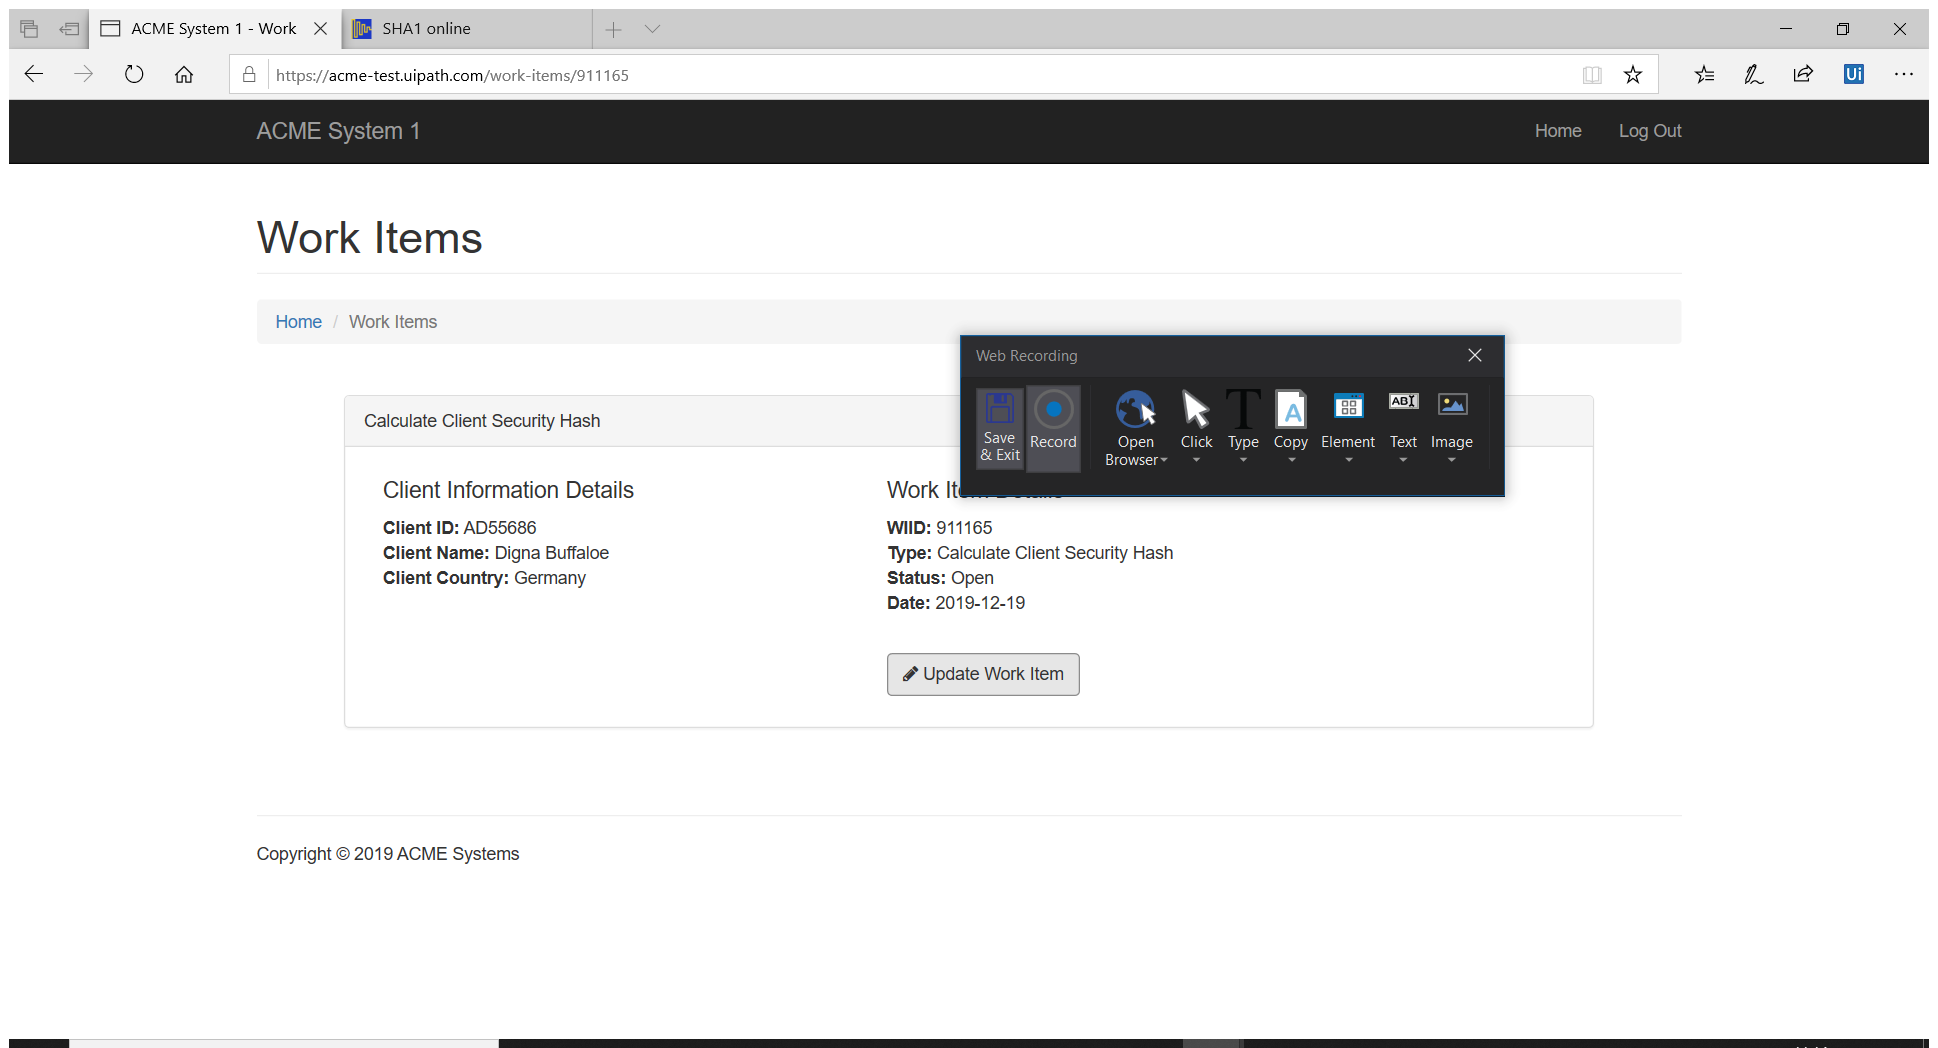 ACME System 1 - Work
SHA1 online
https://acme-test.uipath.com/work-items/911165
Ui
ACME System 1
Home
Log Out
Work Items
Home / Work Items
Web Recording
Save & Exit
Record
Open Browser
Click
Type
Copy
Element
Text
Image
Calculate Client Security Hash
Client Information Details
Client ID: AD55686
Client Name: Digna Buffaloe
Client Country: Germany
Work
WIID: 911165
Type: Calculate Client Security Hash
Status: Open
Date: 2019-12-19
Update Work Item
Copyright © 2019 ACME Systems